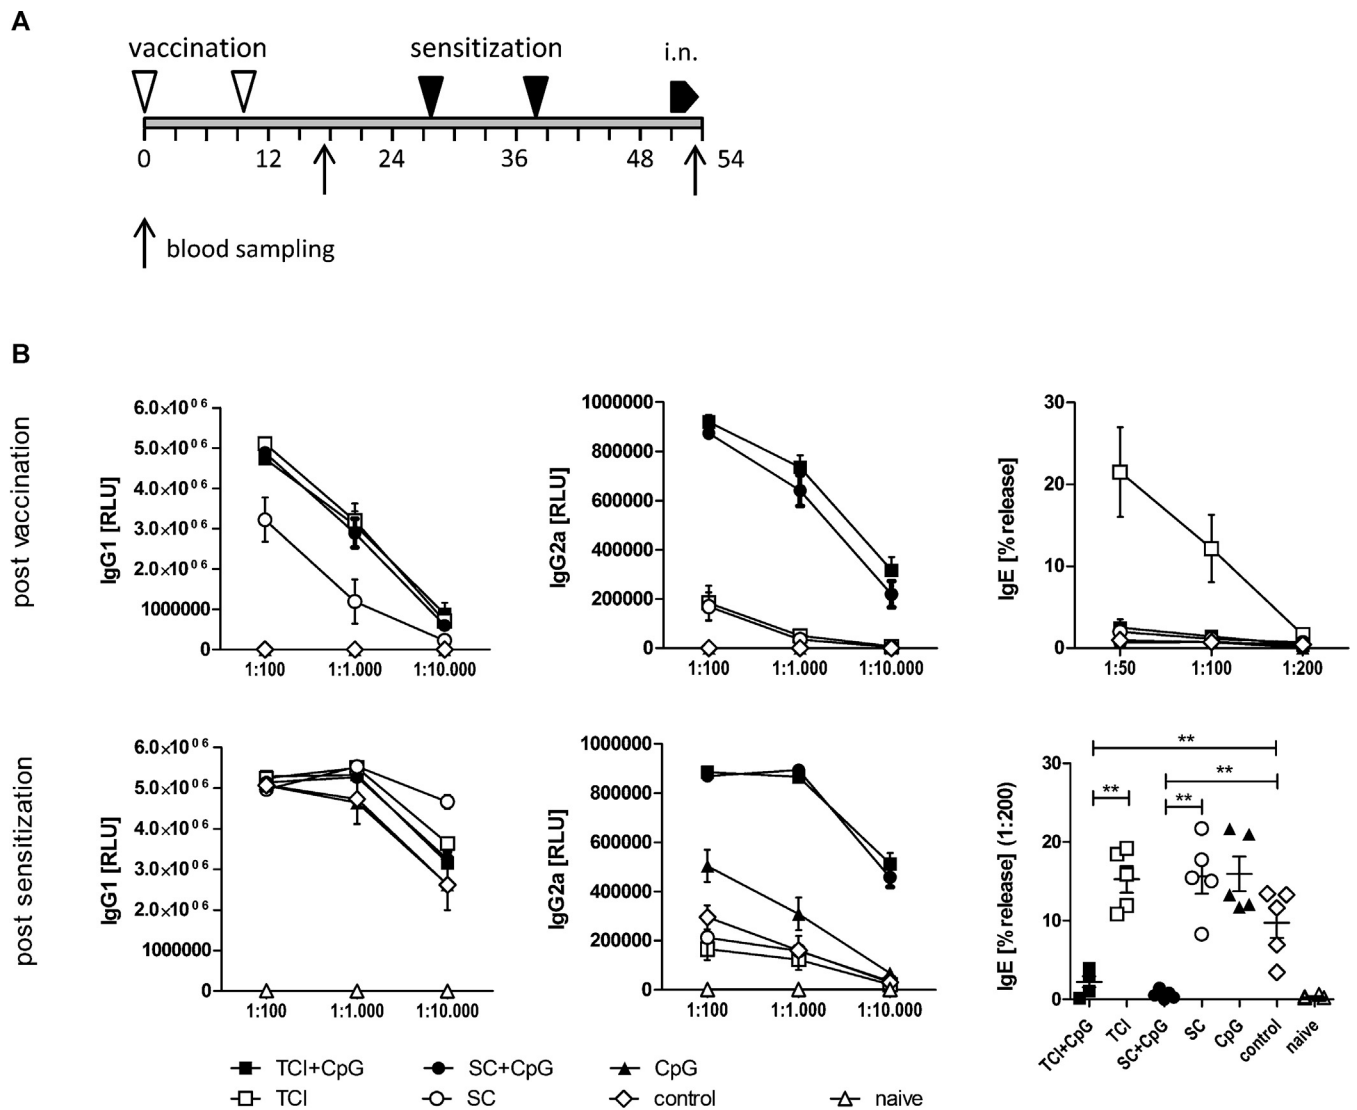 A
vaccination sensitization i.n.
0 12 24 36 48 54
blood sampling
B
post vaccination
IgG1 [RLU]
6.0×10⁰⁶
5.0×10⁰⁶
4.0×10⁰⁶
3.0×10⁰⁶
2.0×10⁰⁶
1000000
0
1:100 1:1.000 1:10.000
IgG2a [RLU]
1000000
800000
600000
400000
200000
0
1:100 1:1.000 1:10.000
IgE [% release]
30
20
10
0
1:50 1:100 1:200
post sensitization
IgG1 [RLU]
6.0×10⁰⁶
5.0×10⁰⁶
4.0×10⁰⁶
3.0×10⁰⁶
2.0×10⁰⁶
1000000
0
1:100 1:1.000 1:10.000
IgG2a [RLU]
1000000
800000
600000
400000
200000
0
1:100 1:1.000 1:10.000
IgE [% release] (1:200)
30
20
10
0
**
**
**
**
TCI+CpG TCI SC+CpG SC CpG control naive
TCI+CpG SC+CpG CpG
TCI SC control naive